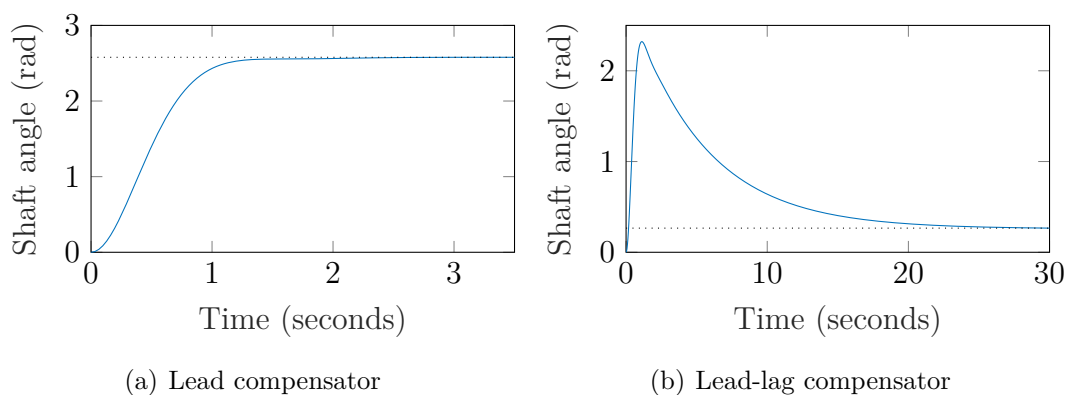 Shaft angle (rad)
3
2
1
0
0 1 2 3
Time (seconds)
(a) Lead compensator
Shaft angle (rad)
2
1
0
0 10 20 30
Time (seconds)
(b) Lead-lag compensator